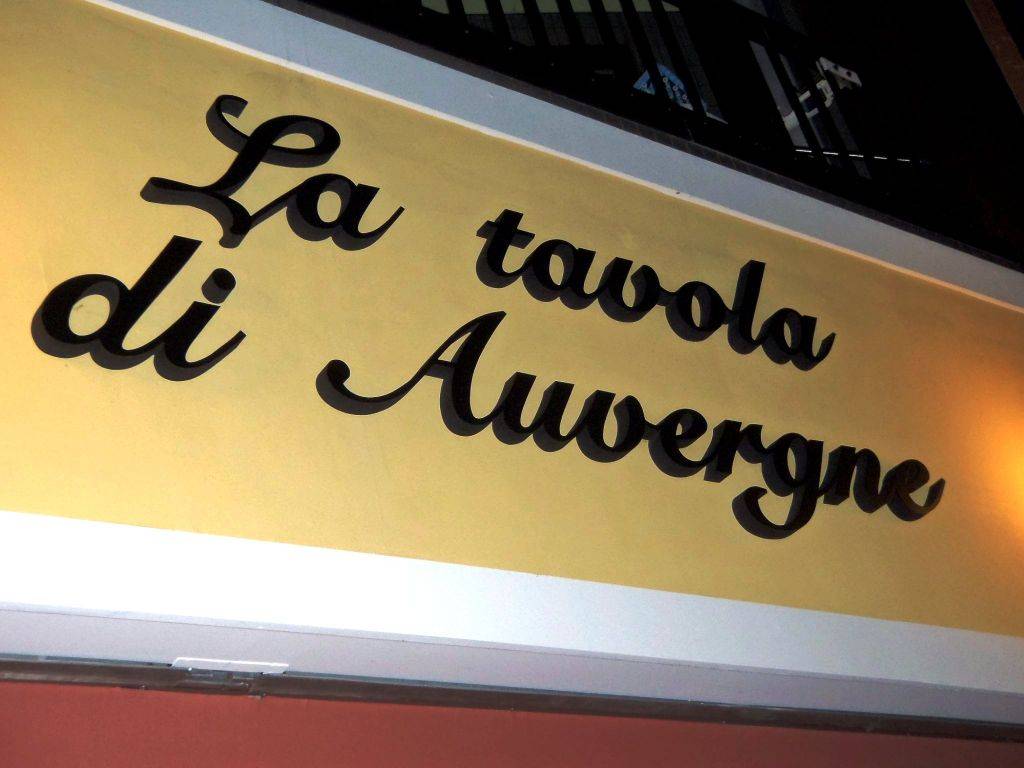 La tavola
di Auvergne